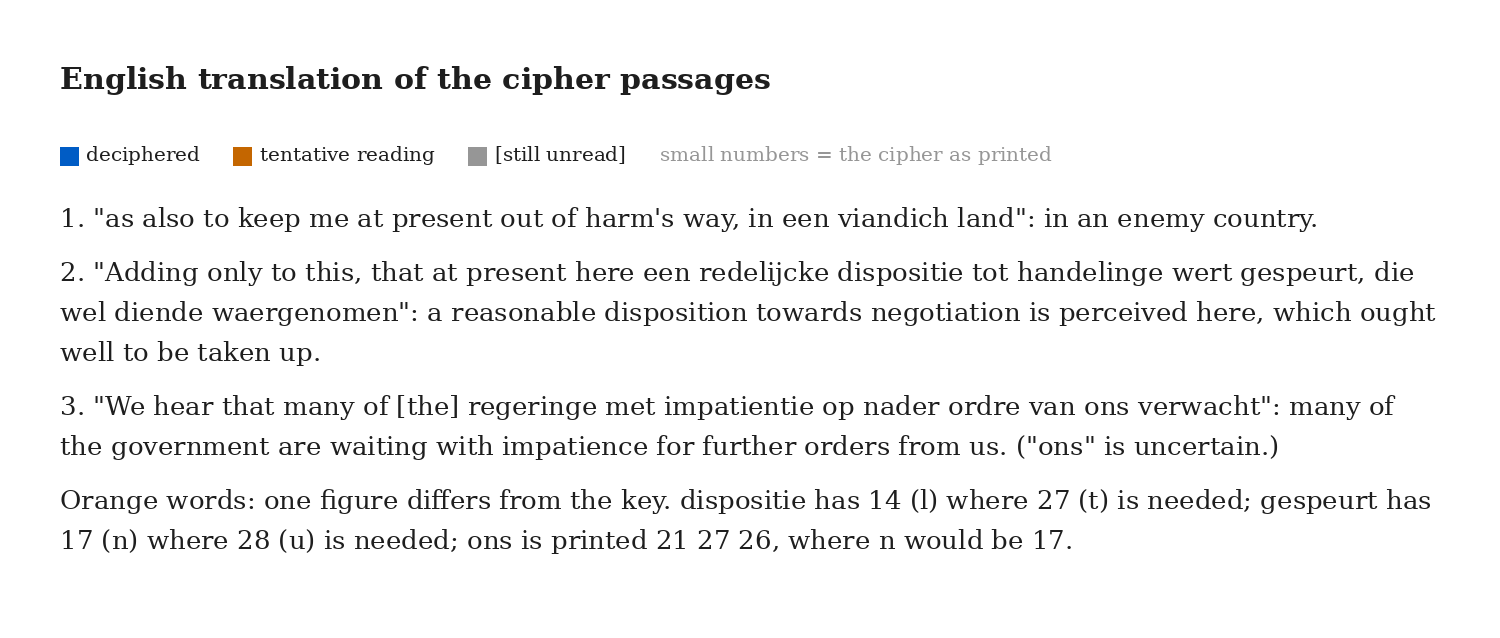 English translation of the cipher passages
deciphered tentative reading [still unread] small numbers = the cipher as printed
1. "as also to keep me at present out of harm's way, in een viandich land": in an enemy country.
2. "Adding only to this, that at present here een redelijcke dispositie tot handelinge wert gespeurt, die
wel diende waergenomen": a reasonable disposition towards negotiation is perceived here, which ought
well to be taken up.
3. "We hear that many of [the] regeringe met impatientie op nader ordre van ons verwacht": many of
the government are waiting with impatience for further orders from us. ("ons" is uncertain.)
Orange words: one figure differs from the key. dispositie has 14 (l) where 27 (t) is needed; gespeurt has
17 (n) where 28 (u) is needed; ons is printed 21 27 26, where n would be 17.